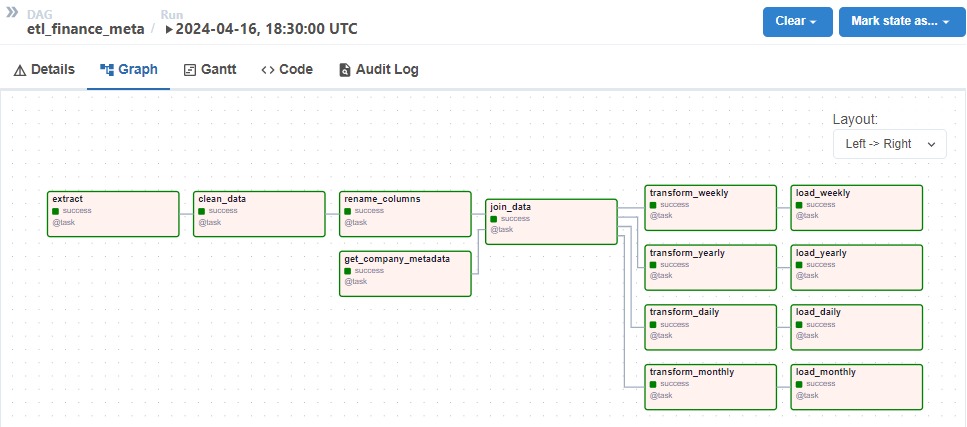 DAG
Run
etl_finance_meta / 2024-04-16, 18:30:00 UTC
Clear
Mark state as...
Details
Graph
Gantt
Code
Audit Log
Layout:
Left -> Right
extract
success
@task
clean_data
success
@task
rename_columns
success
@task
get_company_metadata
success
@task
join_data
success
@task
transform_weekly
success
@task
load_weekly
success
@task
transform_yearly
success
@task
load_yearly
success
@task
transform_daily
success
@task
load_daily
success
@task
transform_monthly
success
@task
load_monthly
success
@task